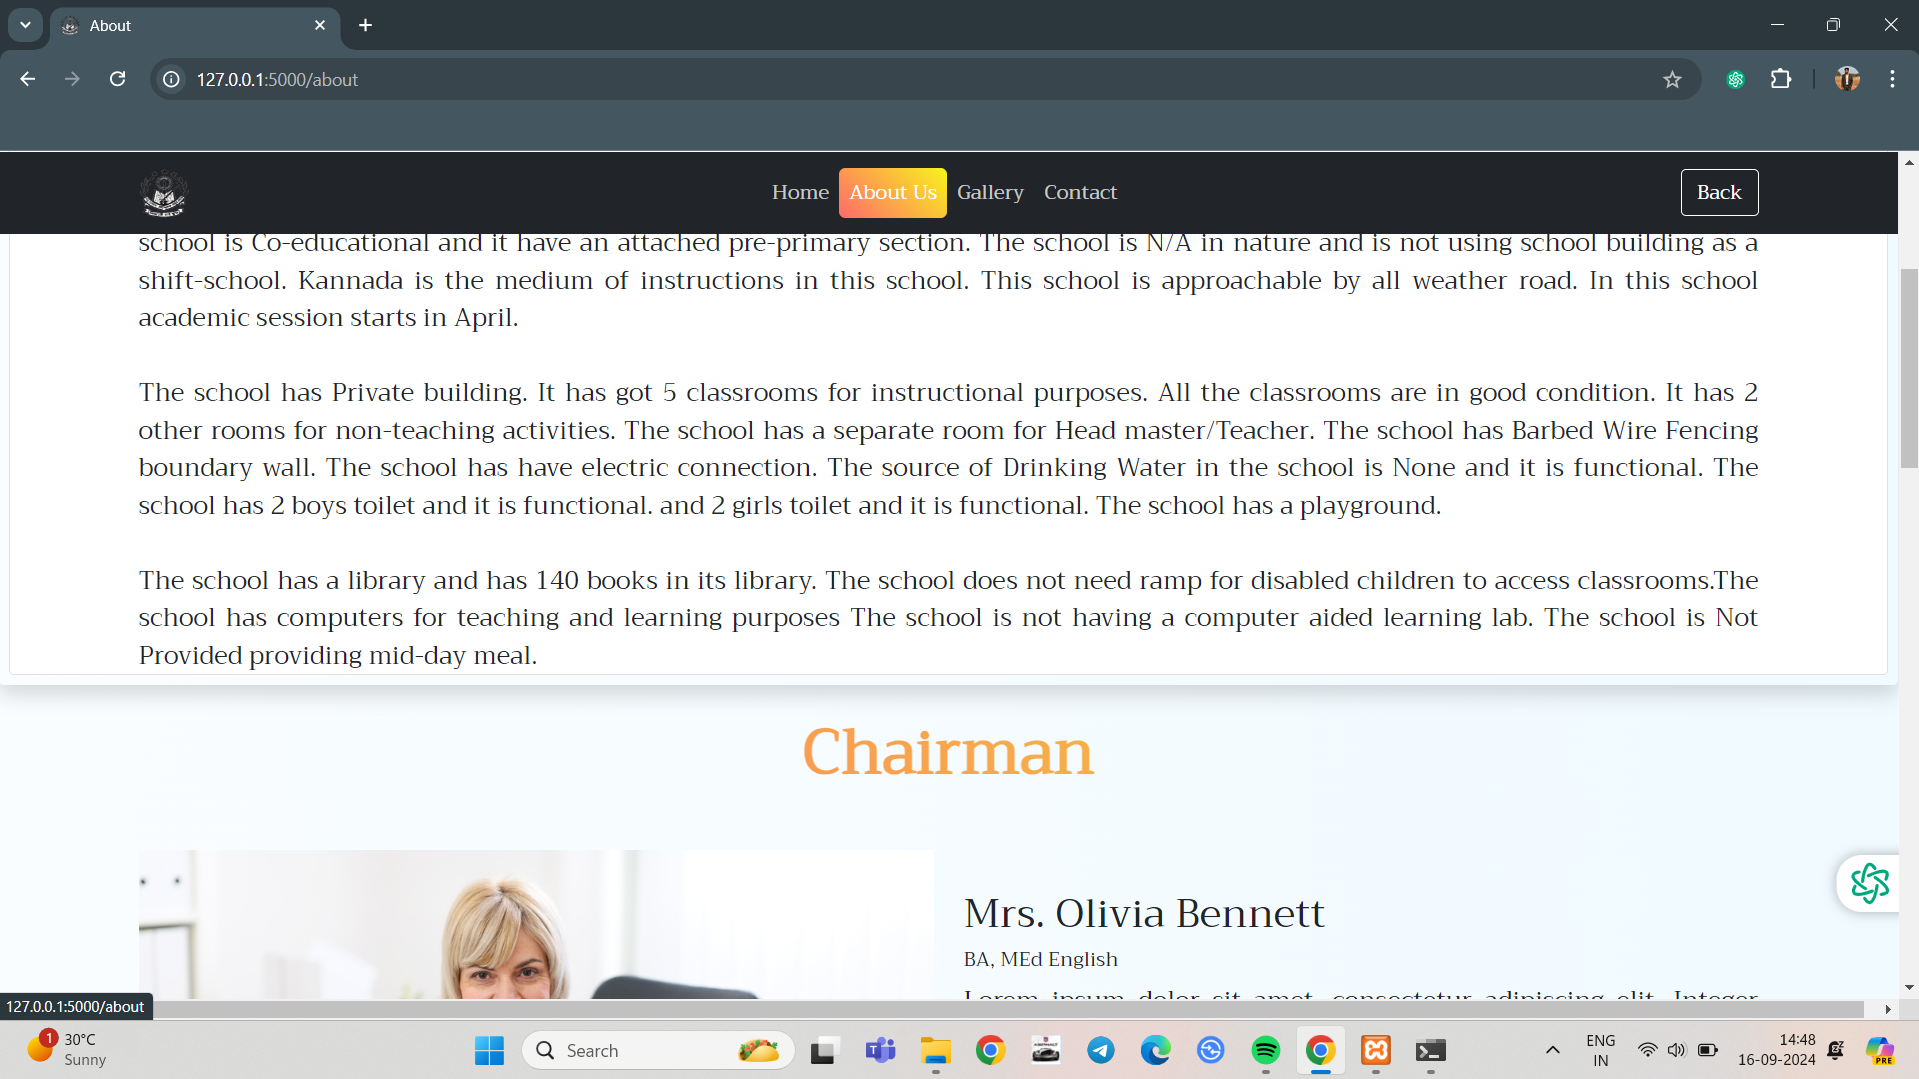 About
127.0.0.1:5000/about
Home About Us Gallery Contact Back
school is Co-educational and it have an attached pre-primary section. The school is N/A in nature and is not using school building as a
shift-school. Kannada is the medium of instructions in this school. This school is approachable by all weather road. In this school
academic session starts in April.
The school has Private building. It has got 5 classrooms for instructional purposes. All the classrooms are in good condition. It has 2
other rooms for non-teaching activities. The school has a separate room for Head master/Teacher. The school has Barbed Wire Fencing
boundary wall. The school has have electric connection. The source of Drinking Water in the school is None and it is functional. The
school has 2 boys toilet and it is functional. and 2 girls toilet and it is functional. The school has a playground.
The school has a library and has 140 books in its library. The school does not need ramp for disabled children to access classrooms.The
school has computers for teaching and learning purposes The school is not having a computer aided learning lab. The school is Not
Provided providing mid-day meal.
Chairman
Mrs. Olivia Bennett
BA, MEd English
Lorem ipsum dolor sit amet, consectetur adipiscing elit. Integer
127.0.0.1:5000/about
1
30°C
Sunny
Search
ENG
IN
14:48
16-09-2024
PRE